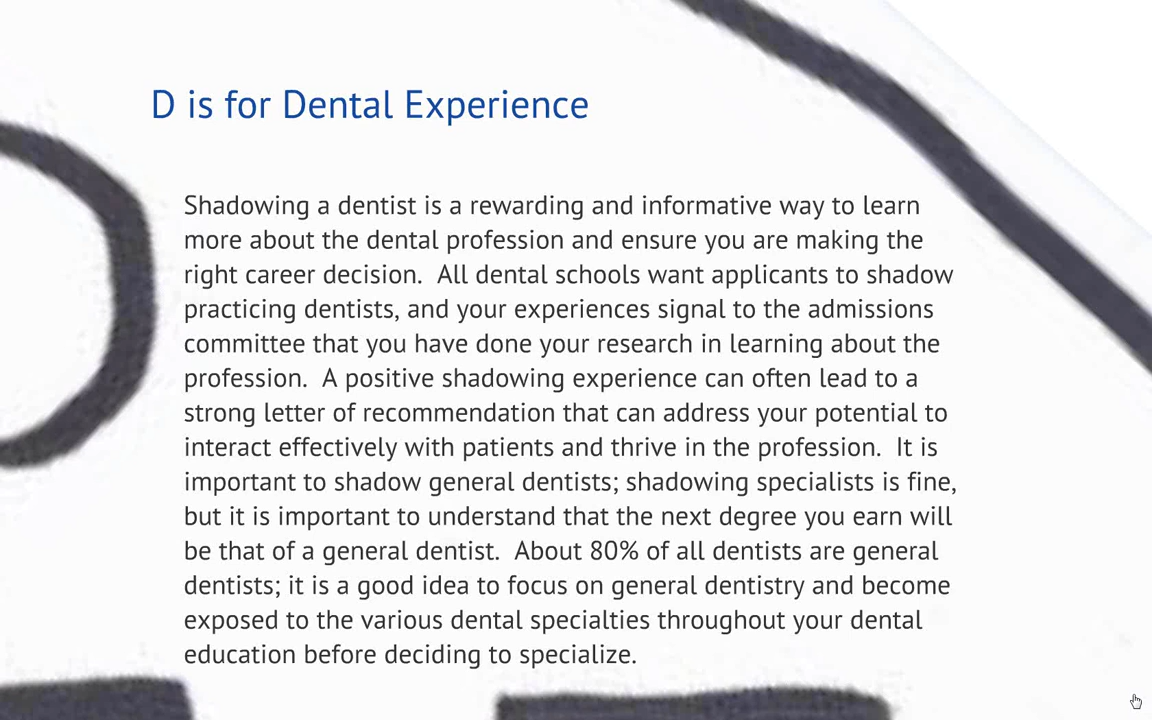 D is for Dental Experience
Shadowing a dentist is a rewarding and informative way to learn
more about the dental profession and ensure you are making the
right career decision.  All dental schools want applicants to shadow
practicing dentists, and your experiences signal to the admissions
committee that you have done your research in learning about the
profession.  A positive shadowing experience can often lead to a
strong letter of recommendation that can address your potential to
interact effectively with patients and thrive in the profession.  It is
important to shadow general dentists; shadowing specialists is fine,
but it is important to understand that the next degree you earn will
be that of a general dentist.  About 80% of all dentists are general
dentists; it is a good idea to focus on general dentistry and become
exposed to the various dental specialties throughout your dental
education before deciding to specialize.